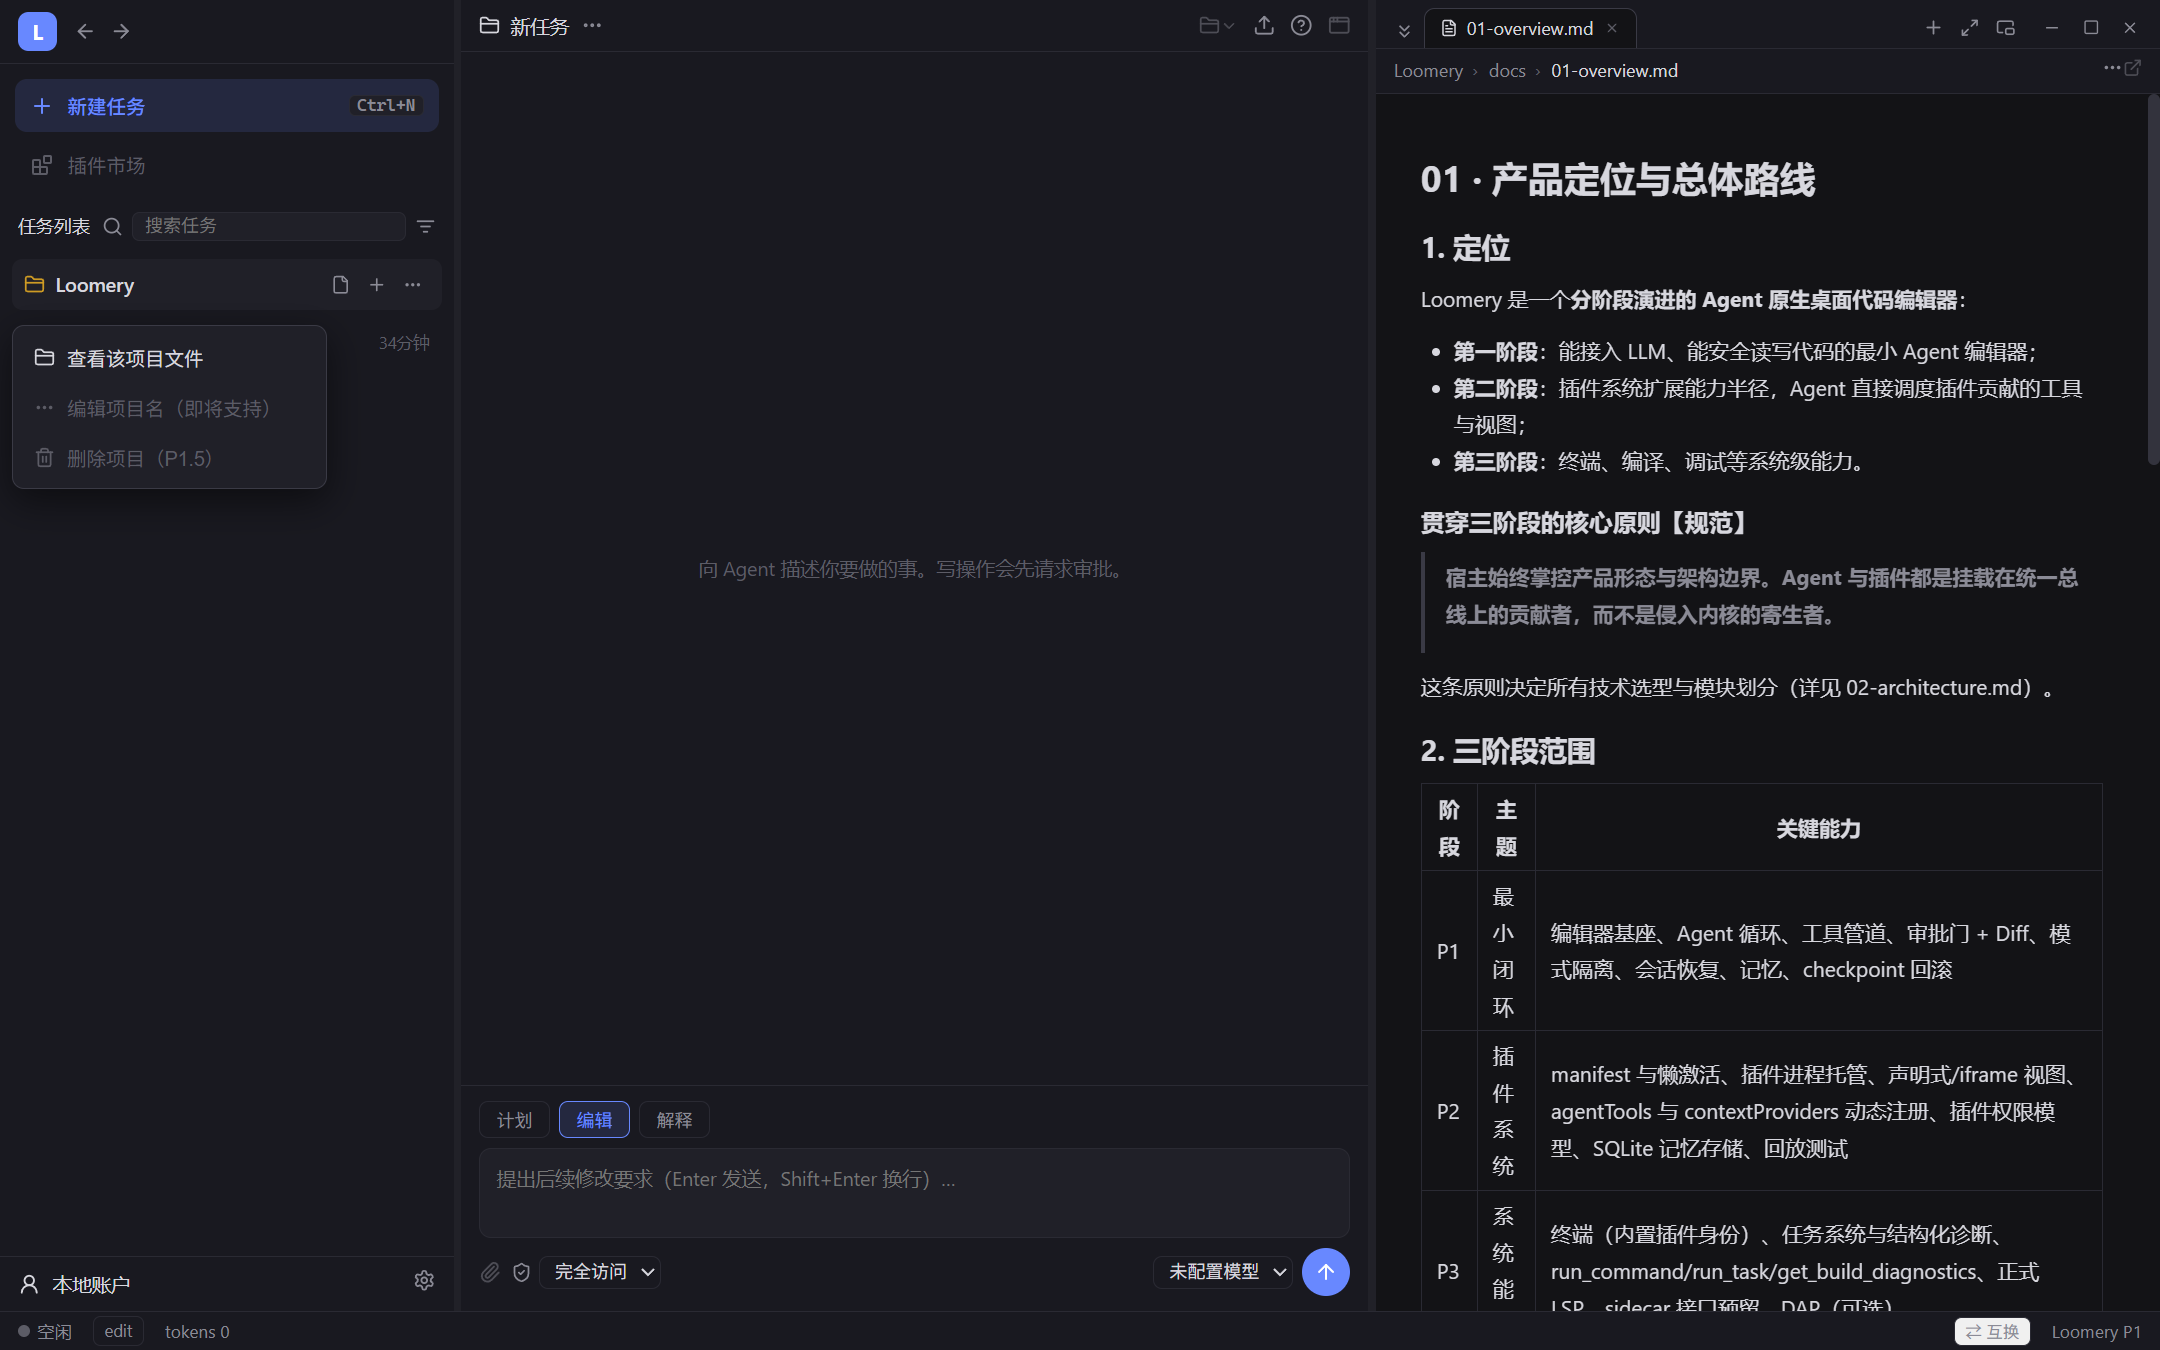 L
新建任务 Ctrl+N
插件市场
任务列表 搜索任务
Loomery
34分钟
查看该项目文件
编辑项目名（即将支持）
删除项目（P1.5）
本地账户
新任务
向 Agent 描述你要做的事。写操作会先请求审批。
计划 编辑 解释
提出后续修改要求（Enter 发送，Shift+Enter 换行）…
完全访问 未配置模型
01-overview.md
Loomery › docs › 01-overview.md
01 · 产品定位与总体路线
1. 定位
Loomery 是一个分阶段演进的 Agent 原生桌面代码编辑器：
第一阶段：能接入 LLM、能安全读写代码的最小 Agent 编辑器；
第二阶段：插件系统扩展能力半径，Agent 直接调度插件贡献的工具
与视图；
第三阶段：终端、编译、调试等系统级能力。
贯穿三阶段的核心原则【规范】
宿主始终掌控产品形态与架构边界。Agent 与插件都是挂载在统一总
线上的贡献者，而不是侵入内核的寄生者。
这条原则决定所有技术选型与模块划分（详见 02-architecture.md）。
2. 三阶段范围
阶段 主题 关键能力
P1 最小闭环 编辑器基座、Agent 循环、工具管道、审批门 + Diff、模
式隔离、会话恢复、记忆、checkpoint 回滚
P2 插件系统 manifest 与懒激活、插件进程托管、声明式/iframe 视图、
agentTools 与 contextProviders 动态注册、插件权限模
型、SQLite 记忆存储、回放测试
P3 系统能 终端（内置插件身份）、任务系统与结构化诊断、
run_command/run_task/get_build_diagnostics、正式
LSP、sidecar 接口预留、DAP（可选）
空闲 edit tokens 0
互换 Loomery P1